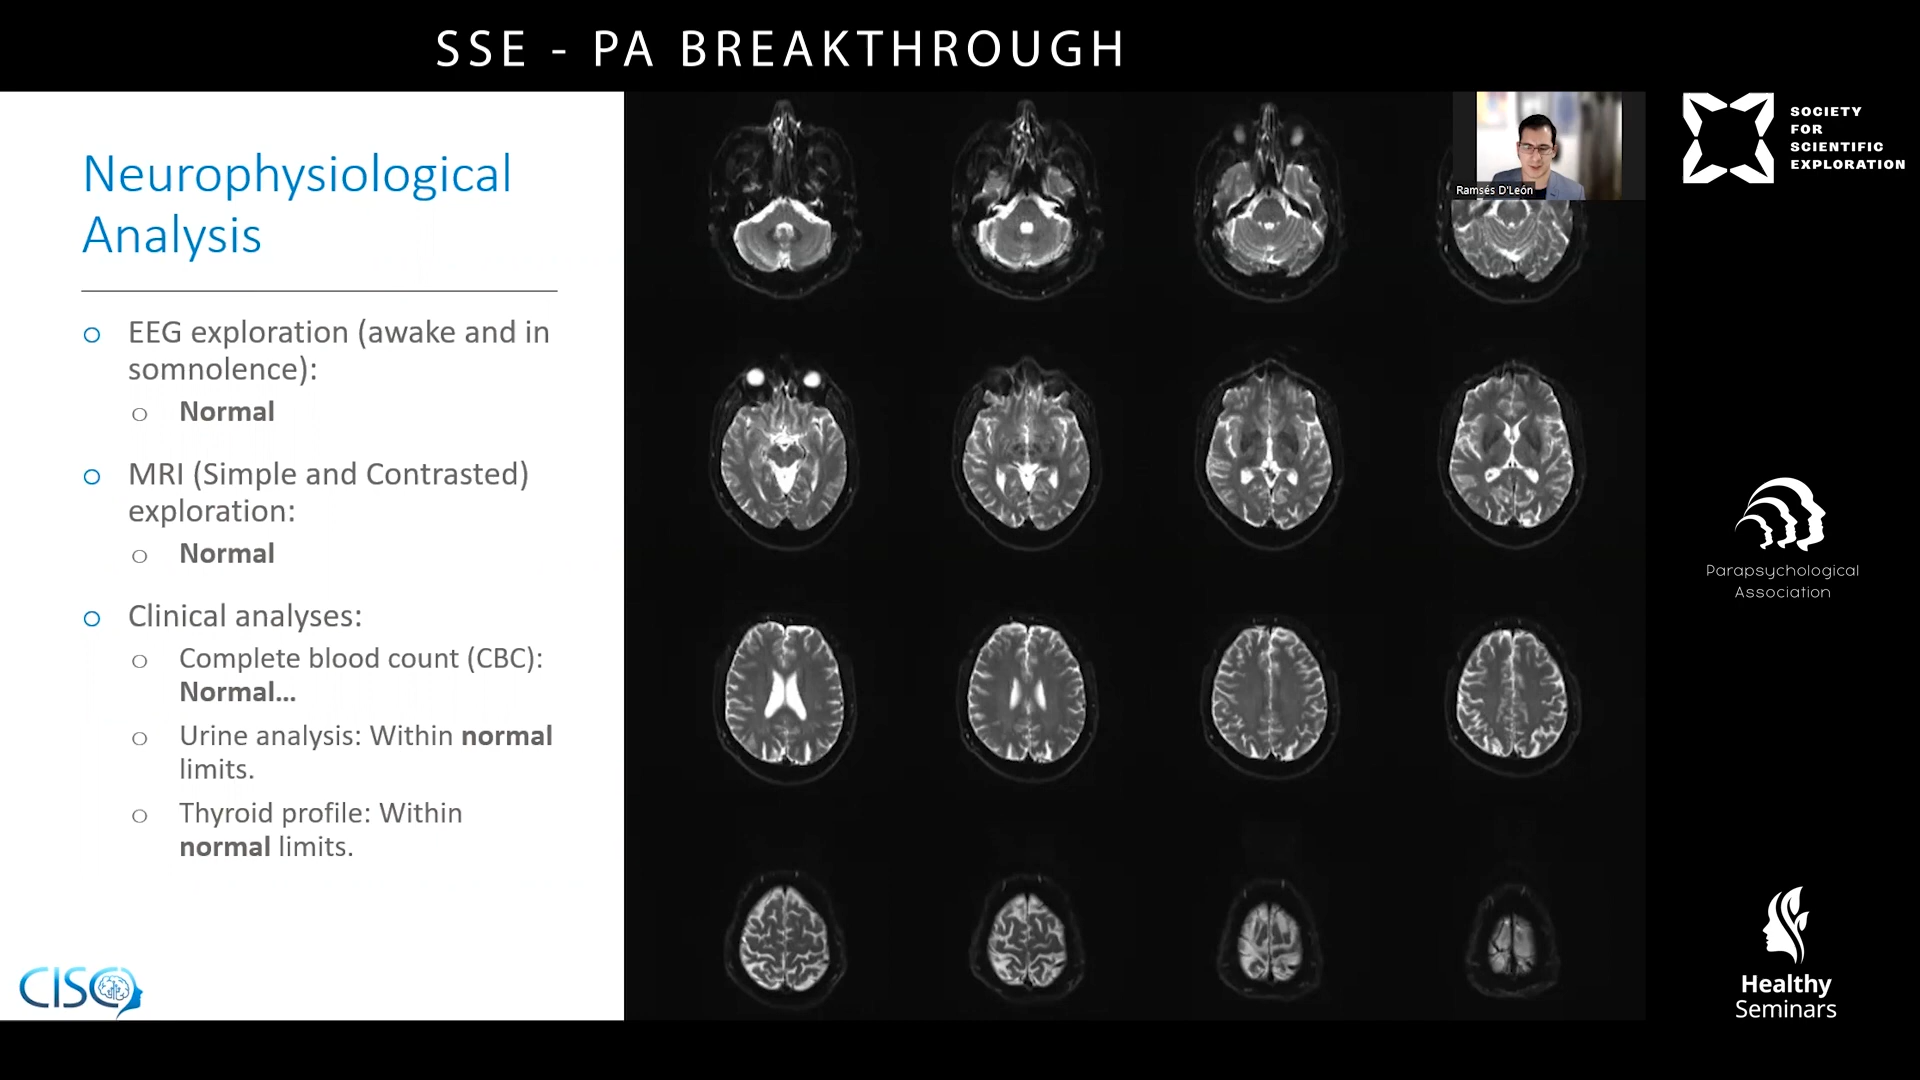 SSE - PA BREAKTHROUGH
Neurophysiological
Analysis
EEG exploration (awake and in
somnolence):
Normal
MRI (Simple and Contrasted)
exploration:
Normal
Clinical analyses:
Complete blood count (CBC):
Normal...
Urine analysis: Within normal
limits.
Thyroid profile: Within
normal limits.
CISC
Ramsés D'León
SOCIETY
FOR
SCIENTIFIC
EXPLORATION
Parapsychological
Association
Healthy
Seminars